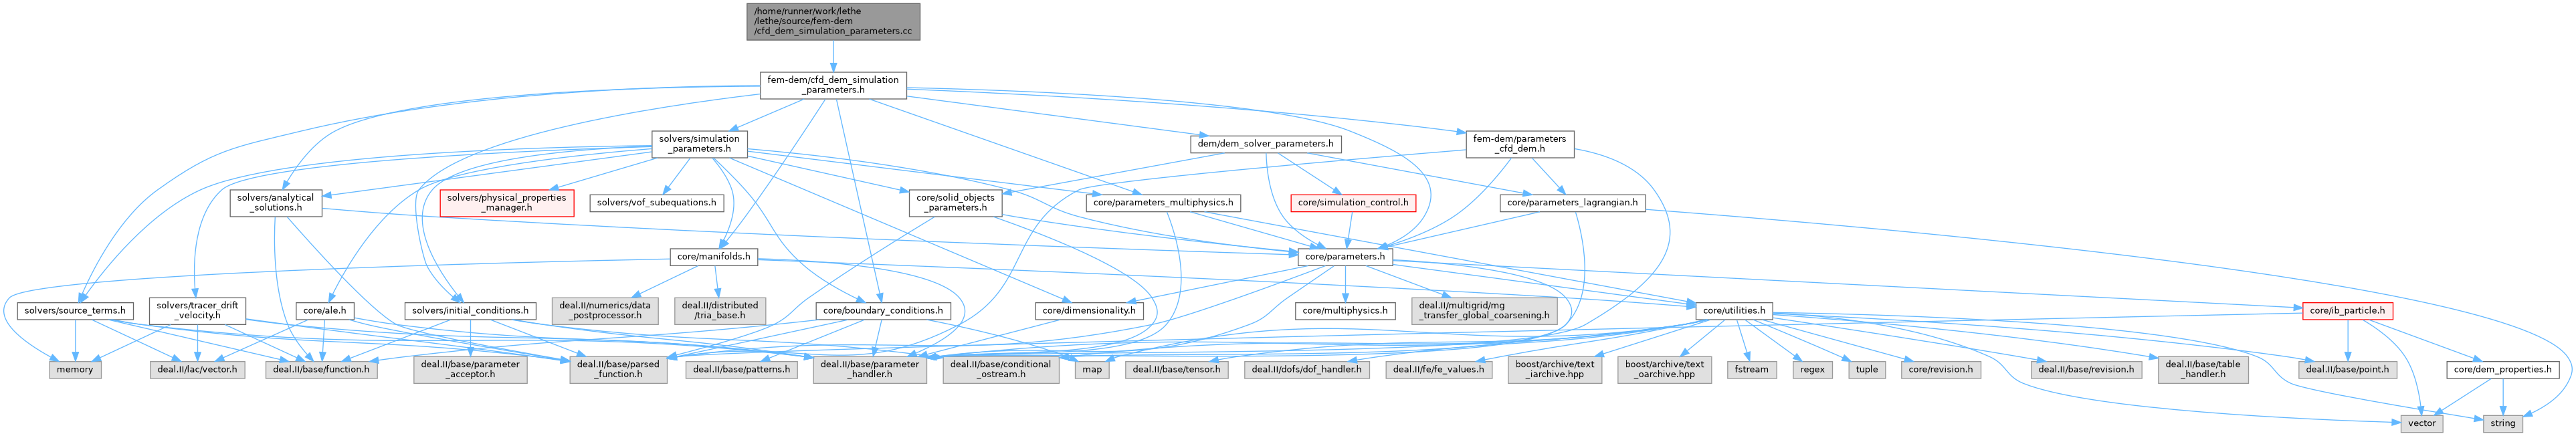 /home/runner/work/lethe
/lethe/source/fem-dem
/cfd_dem_simulation_parameters.cc
fem-dem/cfd_dem_simulation
_parameters.h
solvers/simulation
_parameters.h
dem/dem_solver_parameters.h
fem-dem/parameters
_cfd_dem.h
solvers/analytical
_solutions.h
solvers/physical_properties
_manager.h
solvers/vof_subequations.h
core/solid_objects
_parameters.h
core/parameters_multiphysics.h
core/simulation_control.h
core/parameters_lagrangian.h
core/manifolds.h
core/parameters.h
solvers/source_terms.h
solvers/tracer_drift
_velocity.h
core/ale.h
solvers/initial_conditions.h
deal.II/numerics/data
_postprocessor.h
deal.II/distributed
/tria_base.h
core/boundary_conditions.h
core/dimensionality.h
core/multiphysics.h
deal.II/multigrid/mg
_transfer_global_coarsening.h
core/utilities.h
core/ib_particle.h
memory
deal.II/lac/vector.h
deal.II/base/function.h
deal.II/base/parameter
_acceptor.h
deal.II/base/parsed
_function.h
deal.II/base/patterns.h
deal.II/base/parameter
_handler.h
deal.II/base/conditional
_ostream.h
map
deal.II/base/tensor.h
deal.II/dofs/dof_handler.h
deal.II/fe/fe_values.h
boost/archive/text
_iarchive.hpp
boost/archive/text
_oarchive.hpp
fstream
regex
tuple
core/revision.h
deal.II/base/revision.h
deal.II/base/table
_handler.h
deal.II/base/point.h
core/dem_properties.h
vector
string